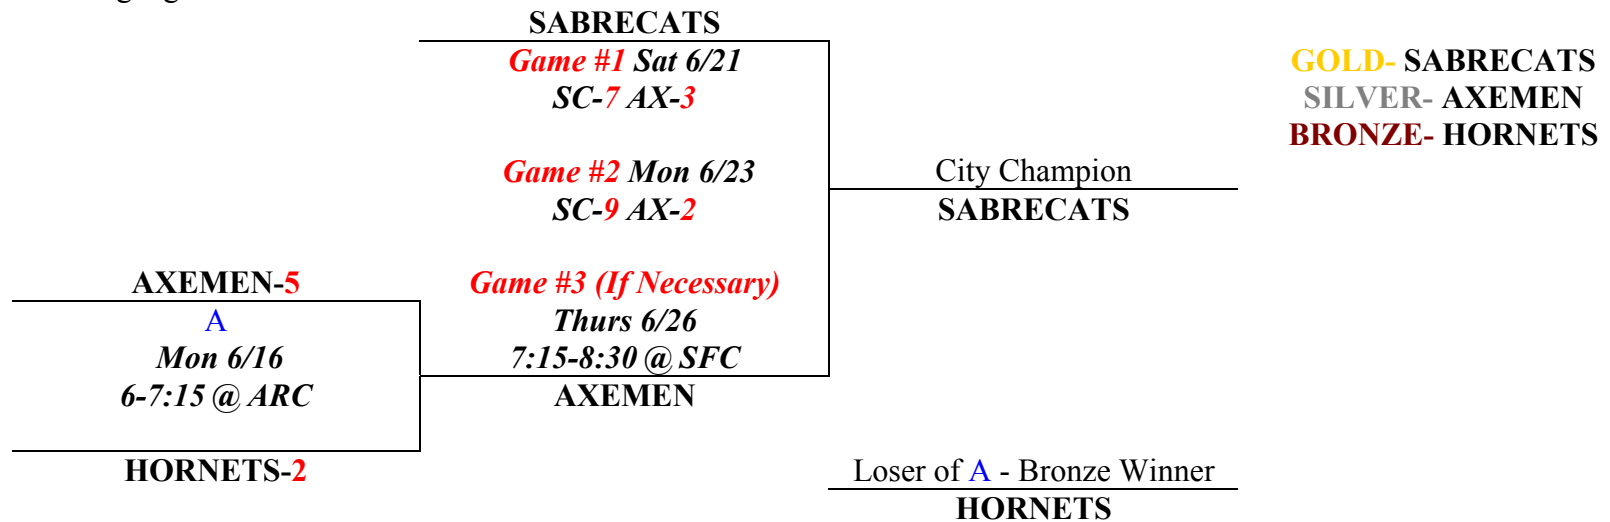 SABRECATS
Game #1 Sat 6/21
SC-7 AX-3
GOLD- SABRECATS
SILVER- AXEMEN
BRONZE- HORNETS
Game #2 Mon 6/23
SC-9 AX-2
City Champion
SABRECATS
AXEMEN-5
A
Mon 6/16
6-7:15 @ ARC
HORNETS-2
Game #3 (If Necessary)
Thurs 6/26
7:15-8:30 @ SFC
AXEMEN
Loser of A - Bronze Winner
HORNETS